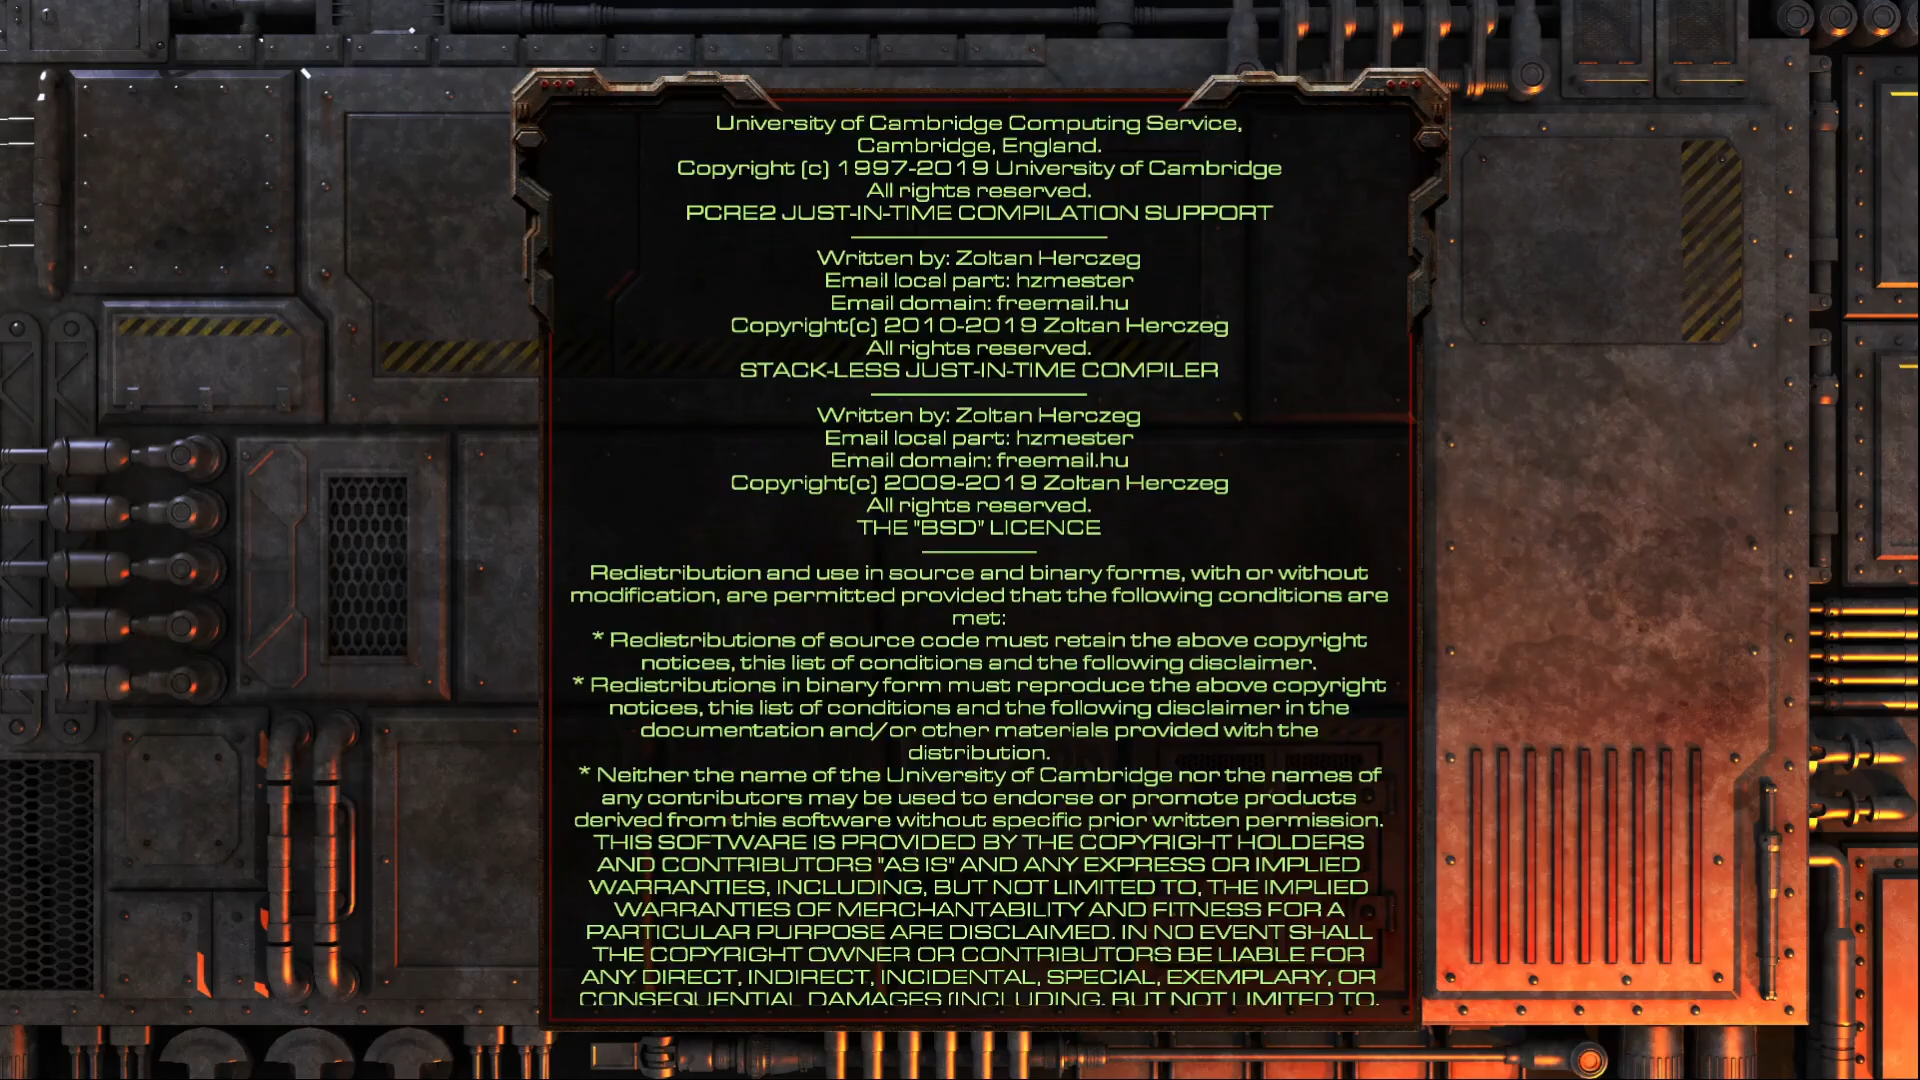 University of Cambridge Computing Service,
Cambridge, England.
Copyright (c) 1997-2019 University of Cambridge
All rights reserved.
PCRE2 JUST-IN-TIME COMPILATION SUPPORT
Written by: Zoltan Herczeg
Email local part: hzmester
Email domain: freemail.hu
Copyright(c) 2010-2019 Zoltan Herczeg
All rights reserved.
STACK-LESS JUST-IN-TIME COMPILER
Written by: Zoltan Herczeg
Email local part: hzmester
Email domain: freemail.hu
Copyright(c) 2009-2019 Zoltan Herczeg
All rights reserved.
THE "BSD" LICENCE
Redistribution and use in source and binary forms, with or without
modification, are permitted provided that the following conditions are
met:
* Redistributions of source code must retain the above copyright
notices, this list of conditions and the following disclaimer.
* Redistributions in binary form must reproduce the above copyright
notices, this list of conditions and the following disclaimer in the
documentation and/or other materials provided with the
distribution.
* Neither the name of the University of Cambridge nor the names of
any contributors may be used to endorse or promote products
derived from this software without specific prior written permission.
THIS SOFTWARE IS PROVIDED BY THE COPYRIGHT HOLDERS
AND CONTRIBUTORS "AS IS" AND ANY EXPRESS OR IMPLIED
WARRANTIES, INCLUDING, BUT NOT LIMITED TO, THE IMPLIED
WARRANTIES OF MERCHANTABILITY AND FITNESS FOR A
PARTICULAR PURPOSE ARE DISCLAIMED. IN NO EVENT SHALL
THE COPYRIGHT OWNER OR CONTRIBUTORS BE LIABLE FOR
ANY DIRECT, INDIRECT, INCIDENTAL, SPECIAL, EXEMPLARY, OR
CONSEQUENTIAL DAMAGES (INCLUDING, BUT NOT LIMITED TO,